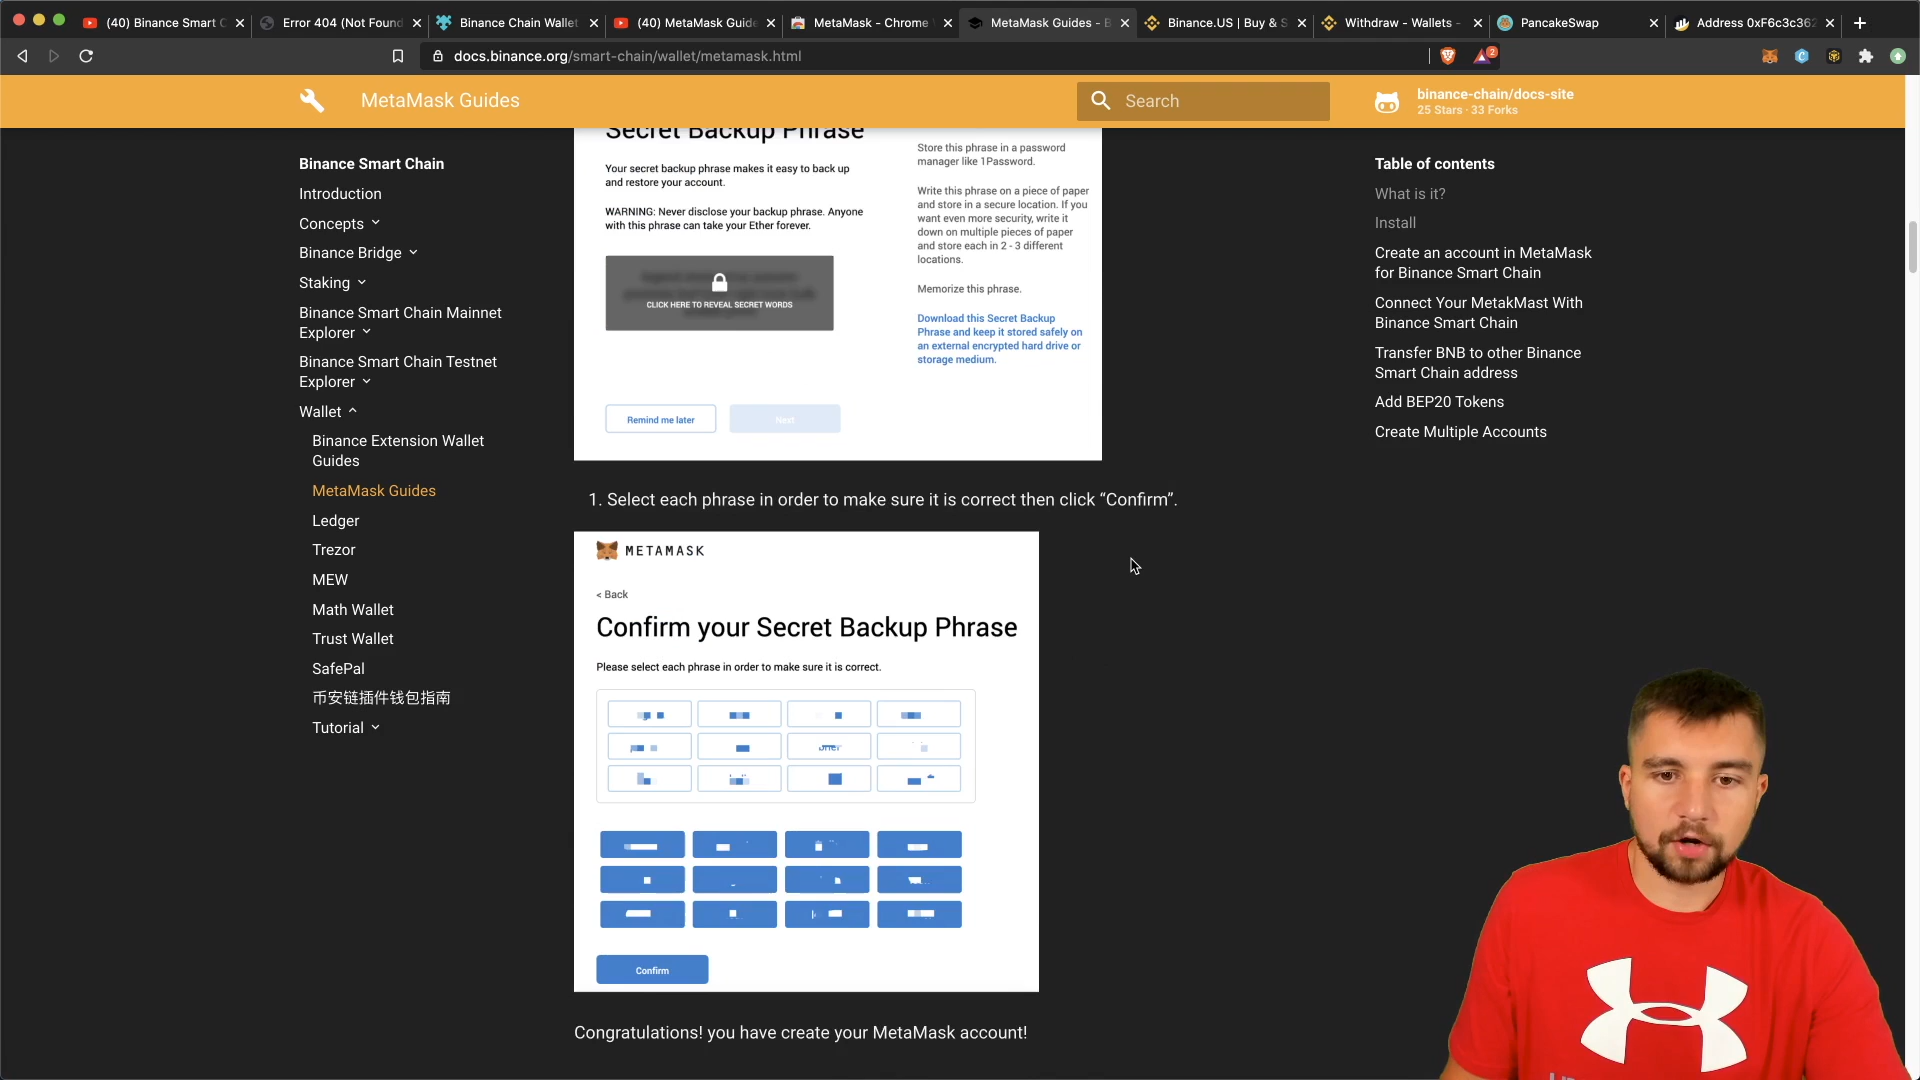 (40) Binance Smart C
Error 404 (Not Found
Binance Chain Wallet
(40) MetaMask Guide
MetaMask - Chrome
MetaMask Guides - B
Binance.US | Buy & S
Withdraw - Wallets -
PancakeSwap
Address 0xF6c3c362
docs.binance.org/smart-chain/wallet/metamask.html
2
MetaMask Guides
Search
binance-chain/docs-site
25 Stars · 33 Forks
Binance Smart Chain
Introduction
Concepts
Binance Bridge
Staking
Binance Smart Chain Mainnet
Explorer
Binance Smart Chain Testnet
Explorer
Wallet
Binance Extension Wallet
Guides
MetaMask Guides
Ledger
Trezor
MEW
Math Wallet
Trust Wallet
SafePal
币安链插件钱包指南
Tutorial
Secret Backup Phrase
Your secret backup phrase makes it easy to back up
and restore your account.
WARNING: Never disclose your backup phrase. Anyone
with this phrase can take your Ether forever.
CLICK HERE TO REVEAL SECRET WORDS
Remind me later
Next
Store this phrase in a password
manager like 1Password.
Write this phrase on a piece of paper
and store in a secure location. If you
want even more security, write it
down on multiple pieces of paper
and store each in 2 - 3 different
locations.
Memorize this phrase.
Download this Secret Backup
Phrase and keep it stored safely on
an external encrypted hard drive or
storage medium.
1. Select each phrase in order to make sure it is correct then click “Confirm”.
METAMASK
< Back
Confirm your Secret Backup Phrase
Please select each phrase in order to make sure it is correct.
Confirm
Congratulations! you have create your MetaMask account!
Table of contents
What is it?
Install
Create an account in MetaMask
for Binance Smart Chain
Connect Your MetakMast With
Binance Smart Chain
Transfer BNB to other Binance
Smart Chain address
Add BEP20 Tokens
Create Multiple Accounts